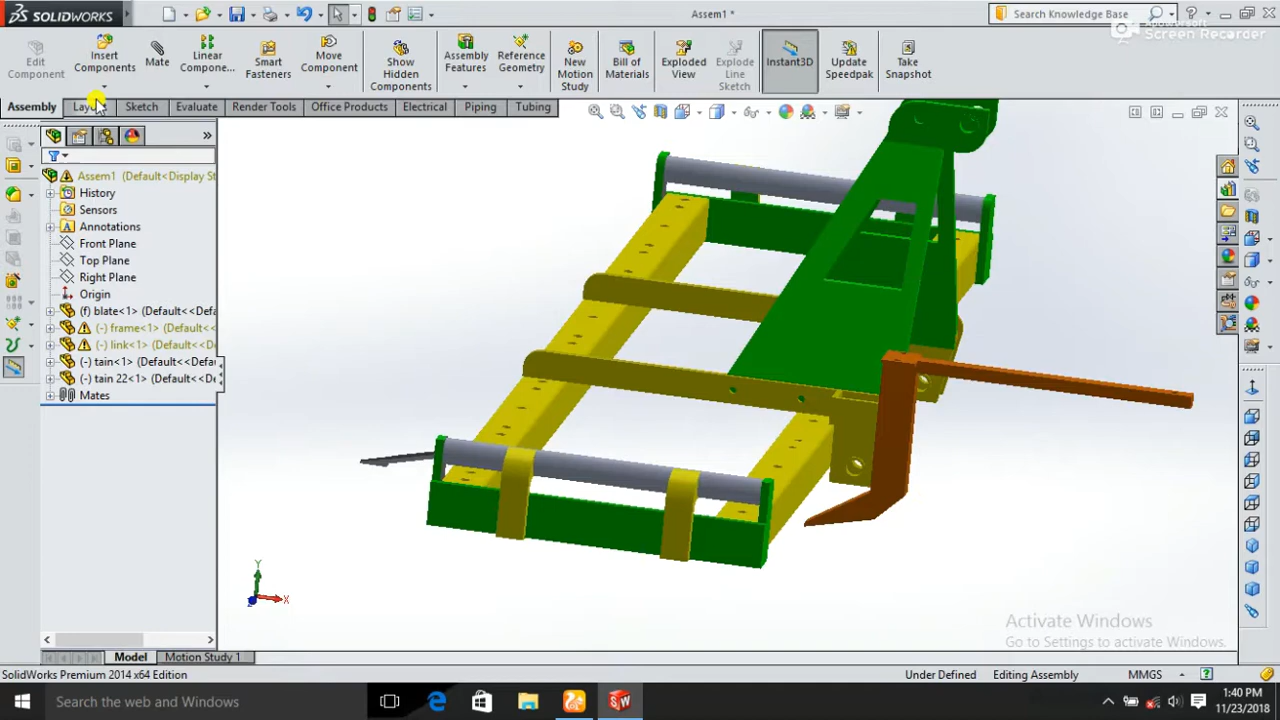 SOLIDWORKS
Assem1 *
Search Knowledge Base
Apowersoft
Screen Recorder
Edit
Component
Insert
Components
Mate
Linear
Compone...
Smart
Fasteners
Move
Component
Show
Hidden
Components
Assembly
Features
Reference
Geometry
New
Motion
Study
Bill of
Materials
Exploded
View
Explode
Line
Sketch
Instant3D
Update
Speedpak
Take
Snapshot
Assembly
Sketch
Evaluate
Render Tools
Office Products
Electrical
Piping
Tubing
Assem1 (Default<Display St
History
Sensors
Annotations
Front Plane
Top Plane
Right Plane
Origin
(f) blate<1> (Default<<Defa
(-) frame<1> (Default<<
(-) link<1> (Default<<D
(-) tain<1> (Default<<Defau
(-) tain 22<1> (Default<<De
Mates
Y
X
Z
Activate Windows
Go to Settings to activate Windows.
Model
Motion Study 1
SolidWorks Premium 2014 x64 Edition
Under Defined
Editing Assembly
MMGS
Search the web and Windows
1:40 PM
11/23/2018